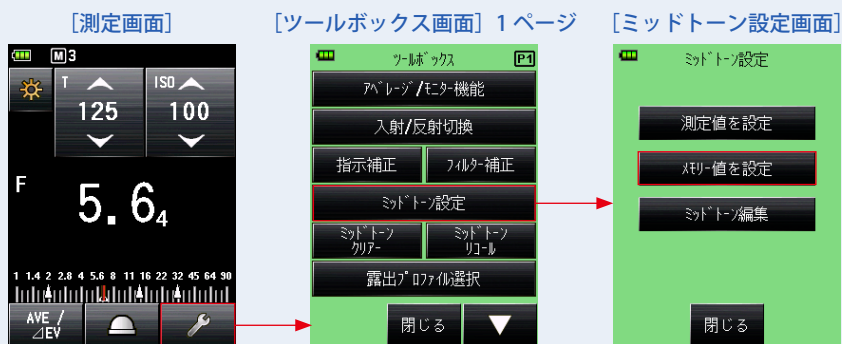 [測定画面]
M 3
T
125
ISO
100
F
5.6₄
1 1.4 2 2.8 4 5.6 8 11 16 22 32 45 64 90
AVE /
⊿EV
[ツールボックス画面] 1 ページ
ﾂｰﾙﾎﾞｯｸｽ
P1
ｱﾍﾞﾚｰｼﾞ/ﾓﾆﾀｰ機能
入射/反射切換
指示補正
ﾌｨﾙﾀｰ補正
ﾐｯﾄﾞﾄｰﾝ設定
ﾐｯﾄﾞﾄｰﾝ
ｸﾘｱｰ
ﾐｯﾄﾞﾄｰﾝ
ﾘｺｰﾙ
露出ﾌﾟﾛﾌｧｲﾙ選択
閉じる
[ミッドトーン設定画面]
ﾐｯﾄﾞﾄｰﾝ設定
測定値を設定
ﾒﾓﾘｰ値を設定
ﾐｯﾄﾞﾄｰﾝ編集
閉じる